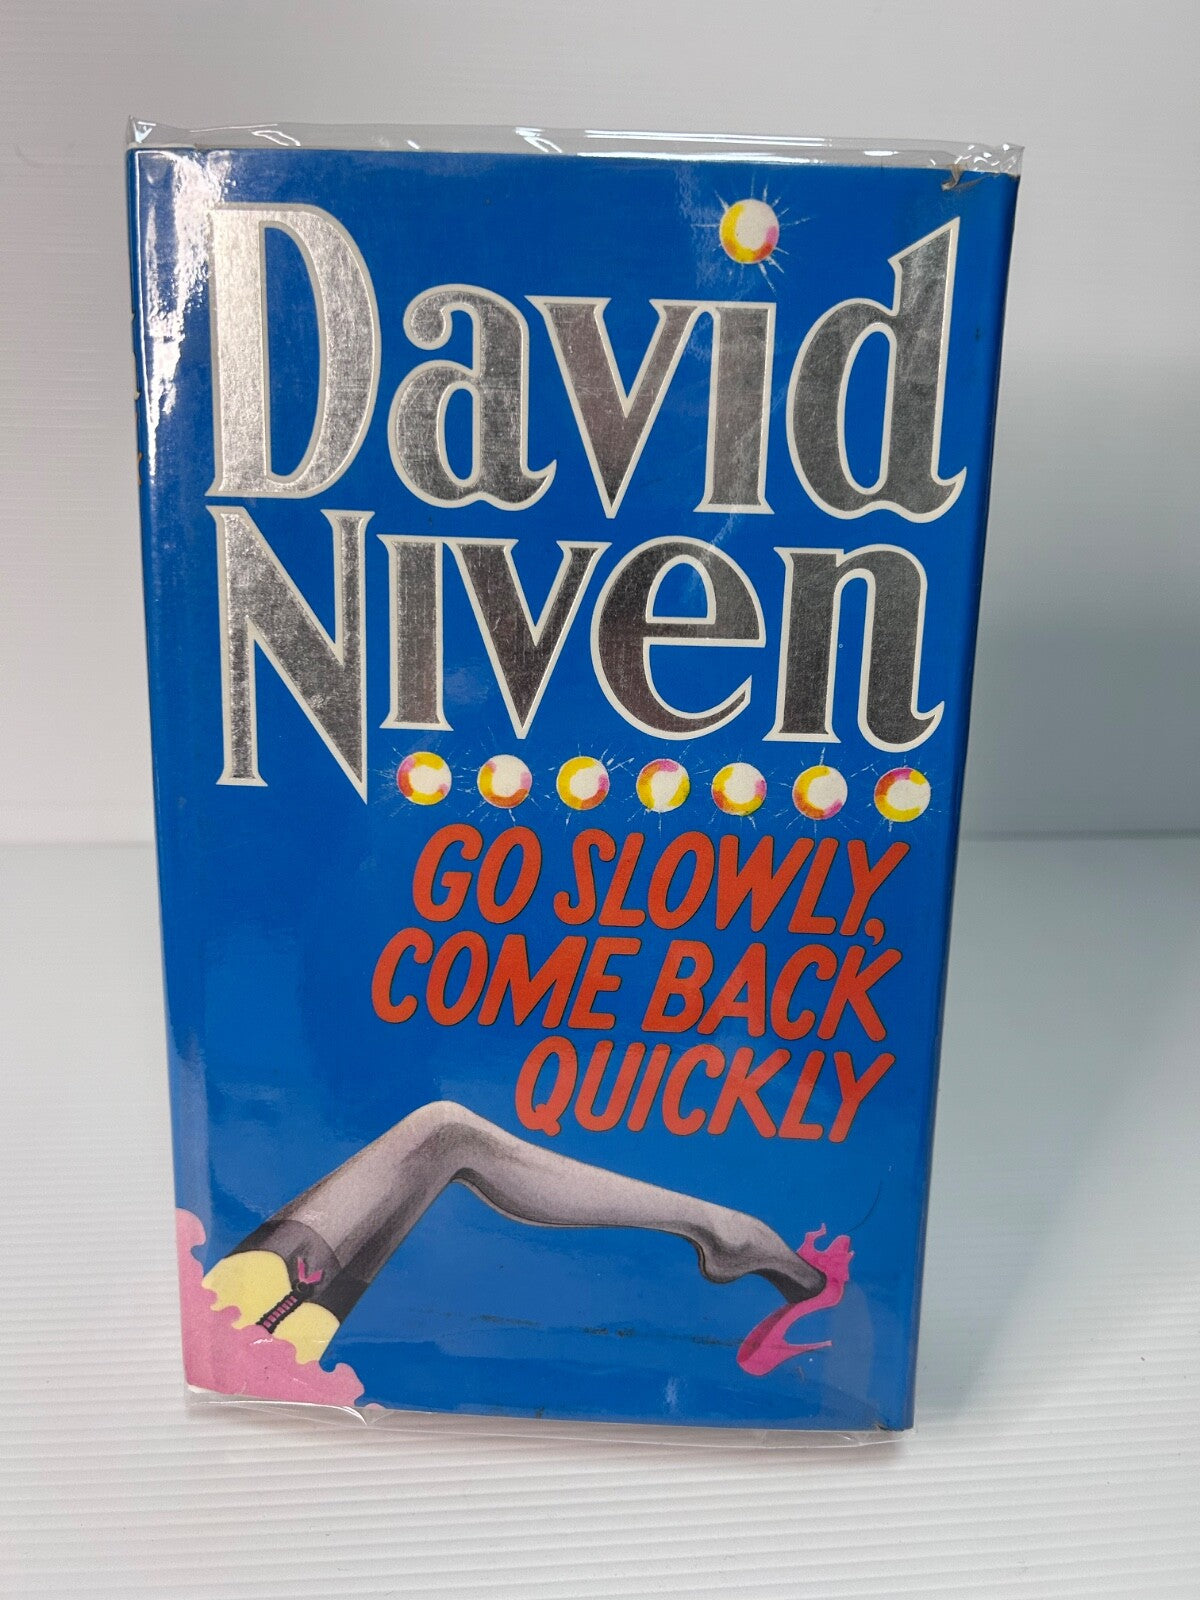 David
Niven
GO SLOWLY,
COME BACK
QUICKLY